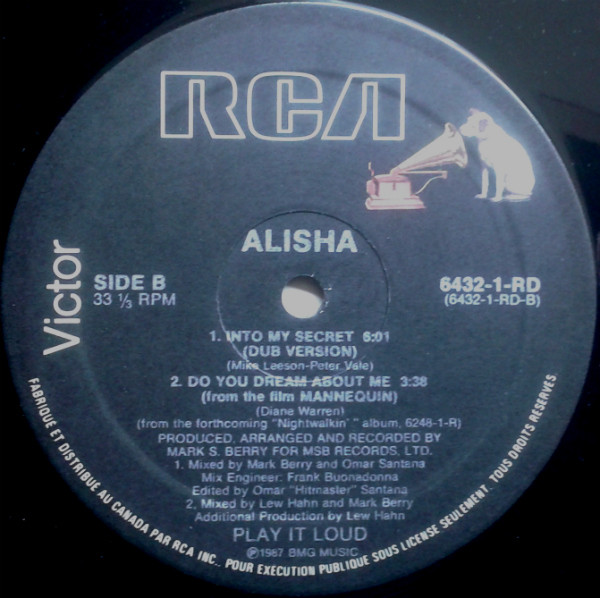 RCA
Victor
ALISHA
SIDE B
33 ⅓ RPM
6432-1-RD
(6432-1-RD-B)
1. INTO MY SECRET 6:01
(DUB VERSION)
(Mike Leeson-Peter Vale)
2. DO YOU DREAM ABOUT ME 3:38
(from the film MANNEQUIN)
(Diane Warren)
(from the forthcoming "Nightwalkin'" album, 6248-1-R)
PRODUCED, ARRANGED AND RECORDED BY
MARK S. BERRY FOR MSB RECORDS, LTD.
1. Mixed by Mark Berry and Omar Santana
Mix Engineer: Frank Buonadonna
Edited by Omar "Hitmaster" Santana
2. Mixed by Lew Hahn and Mark Berry
Additional Production by Lew Hahn
PLAY IT LOUD
℗1987 BMG MUSIC
FABRIQUÉ ET DISTRIBUÉ AU CANADA PAR RCA INC., POUR EXÉCUTION PUBLIQUE SOUS LICENSE SEULEMENT. TOUS DROITS RÉSERVÉS.